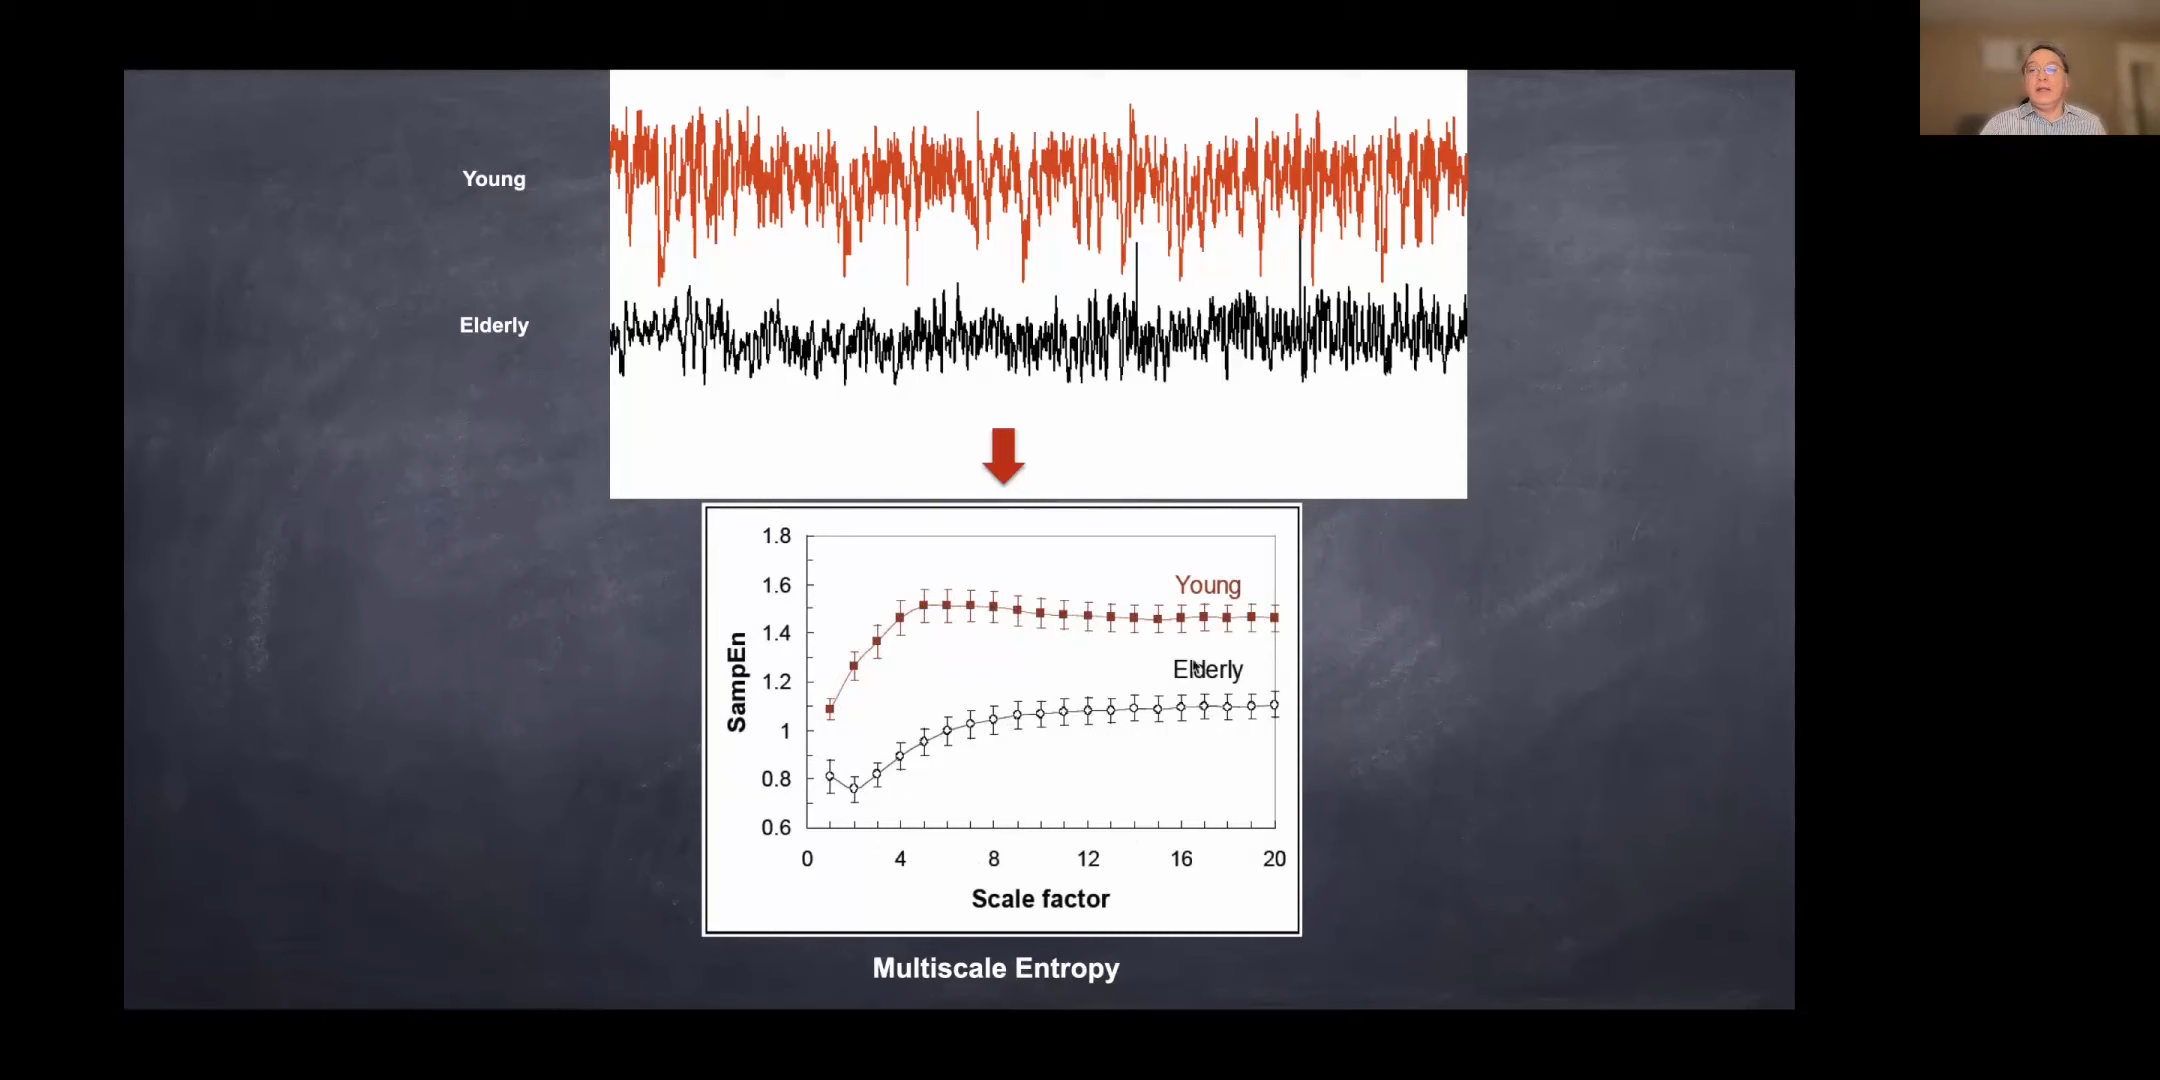 Young
Elderly
1.8
1.6
1.4
1.2
1
0.8
0.6
SampEn
Young
Elderly
0 4 8 12 16 20
Scale factor
Multiscale Entropy